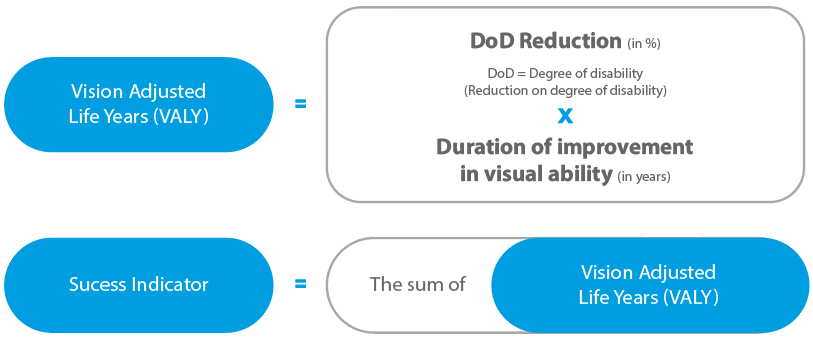 Vision Adjusted
Life Years (VALY)
=
DoD Reduction (in %)
DoD = Degree of disability
(Reduction on degree of disability)
x
Duration of improvement
in visual ability (in years)
Sucess Indicator
=
The sum of
Vision Adjusted
Life Years (VALY)